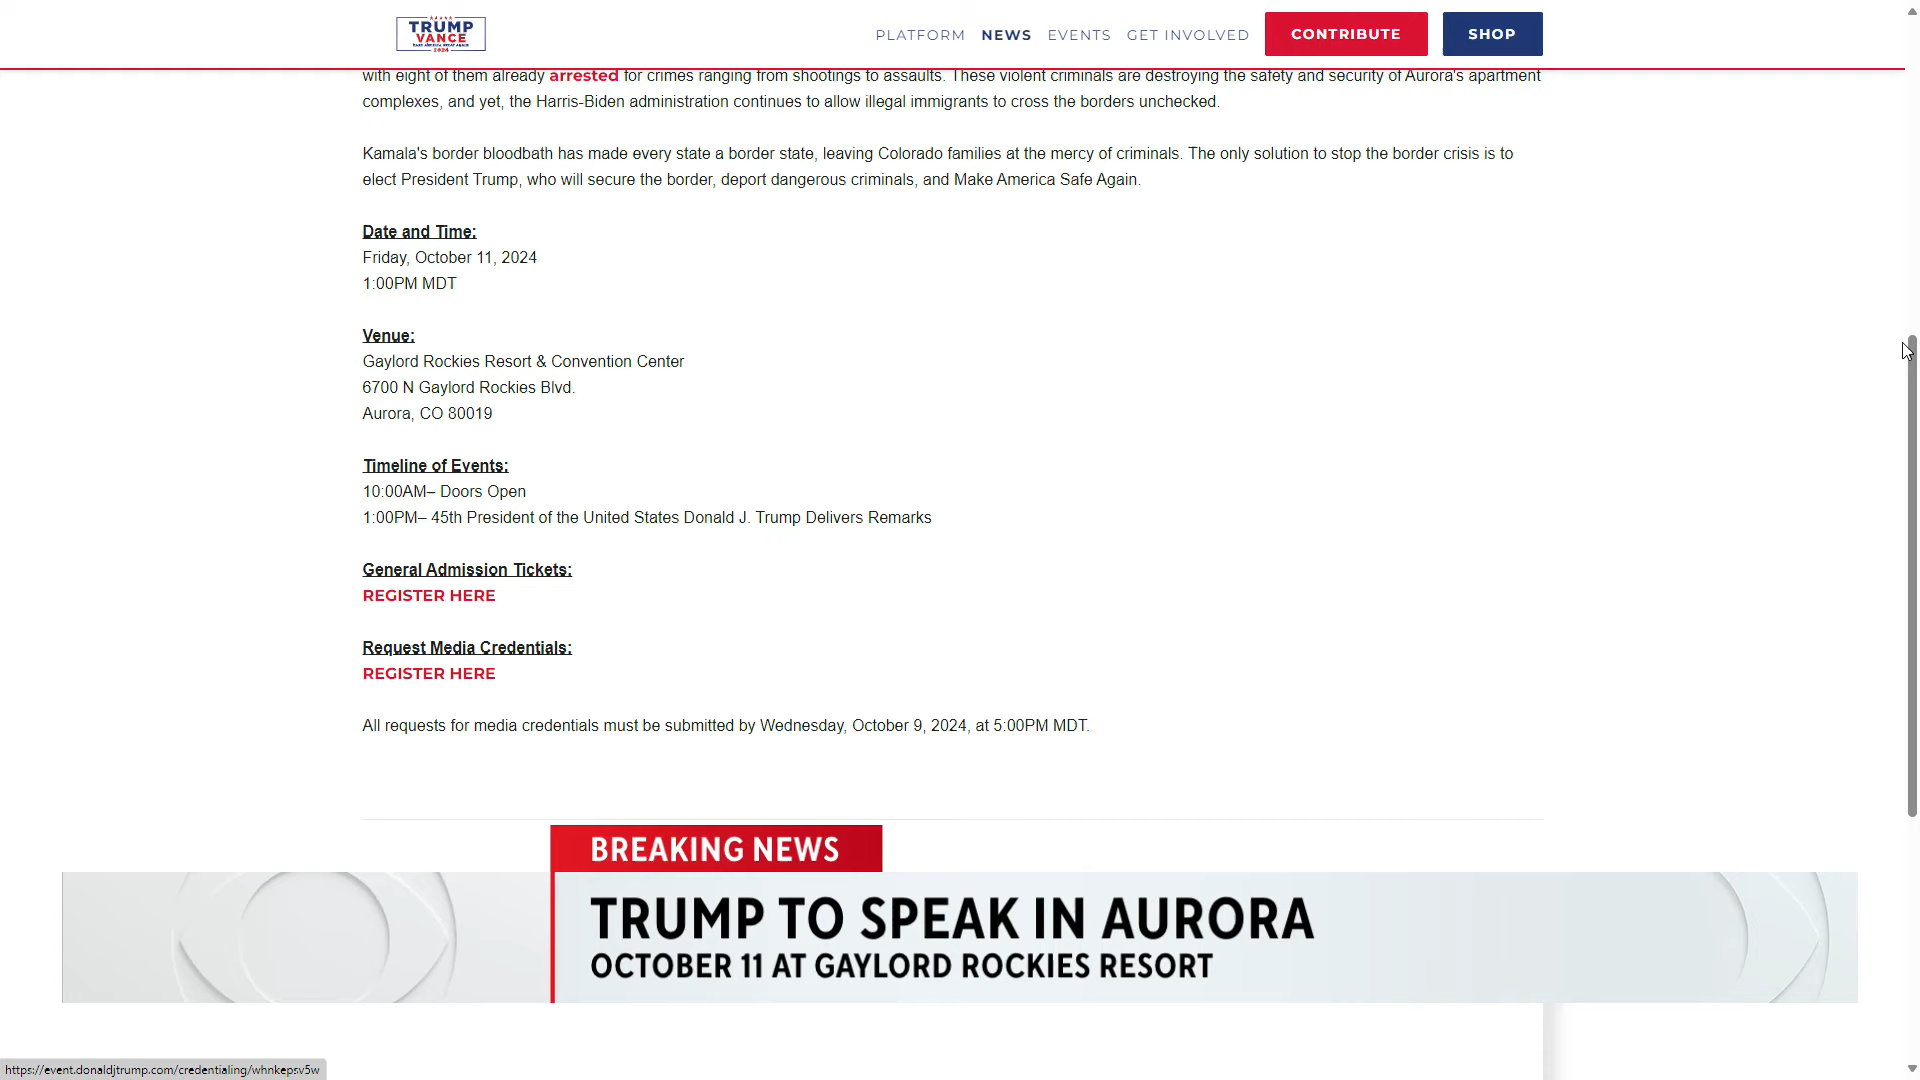 TRUMP
VANCE
MAKE AMERICA GREAT AGAIN
2024
PLATFORM NEWS EVENTS GET INVOLVED CONTRIBUTE SHOP
with eight of them already arrested for crimes ranging from shootings to assaults. These violent criminals are destroying the safety and security of Aurora's apartment
complexes, and yet, the Harris-Biden administration continues to allow illegal immigrants to cross the borders unchecked.
Kamala's border bloodbath has made every state a border state, leaving Colorado families at the mercy of criminals. The only solution to stop the border crisis is to
elect President Trump, who will secure the border, deport dangerous criminals, and Make America Safe Again.
Date and Time:
Friday, October 11, 2024
1:00PM MDT
Venue:
Gaylord Rockies Resort & Convention Center
6700 N Gaylord Rockies Blvd.
Aurora, CO 80019
Timeline of Events:
10:00AM– Doors Open
1:00PM– 45th President of the United States Donald J. Trump Delivers Remarks
General Admission Tickets:
REGISTER HERE
Request Media Credentials:
REGISTER HERE
All requests for media credentials must be submitted by Wednesday, October 9, 2024, at 5:00PM MDT.
BREAKING NEWS
TRUMP TO SPEAK IN AURORA
OCTOBER 11 AT GAYLORD ROCKIES RESORT
https://event.donaldjtrump.com/credentialing/whnkepsv5w